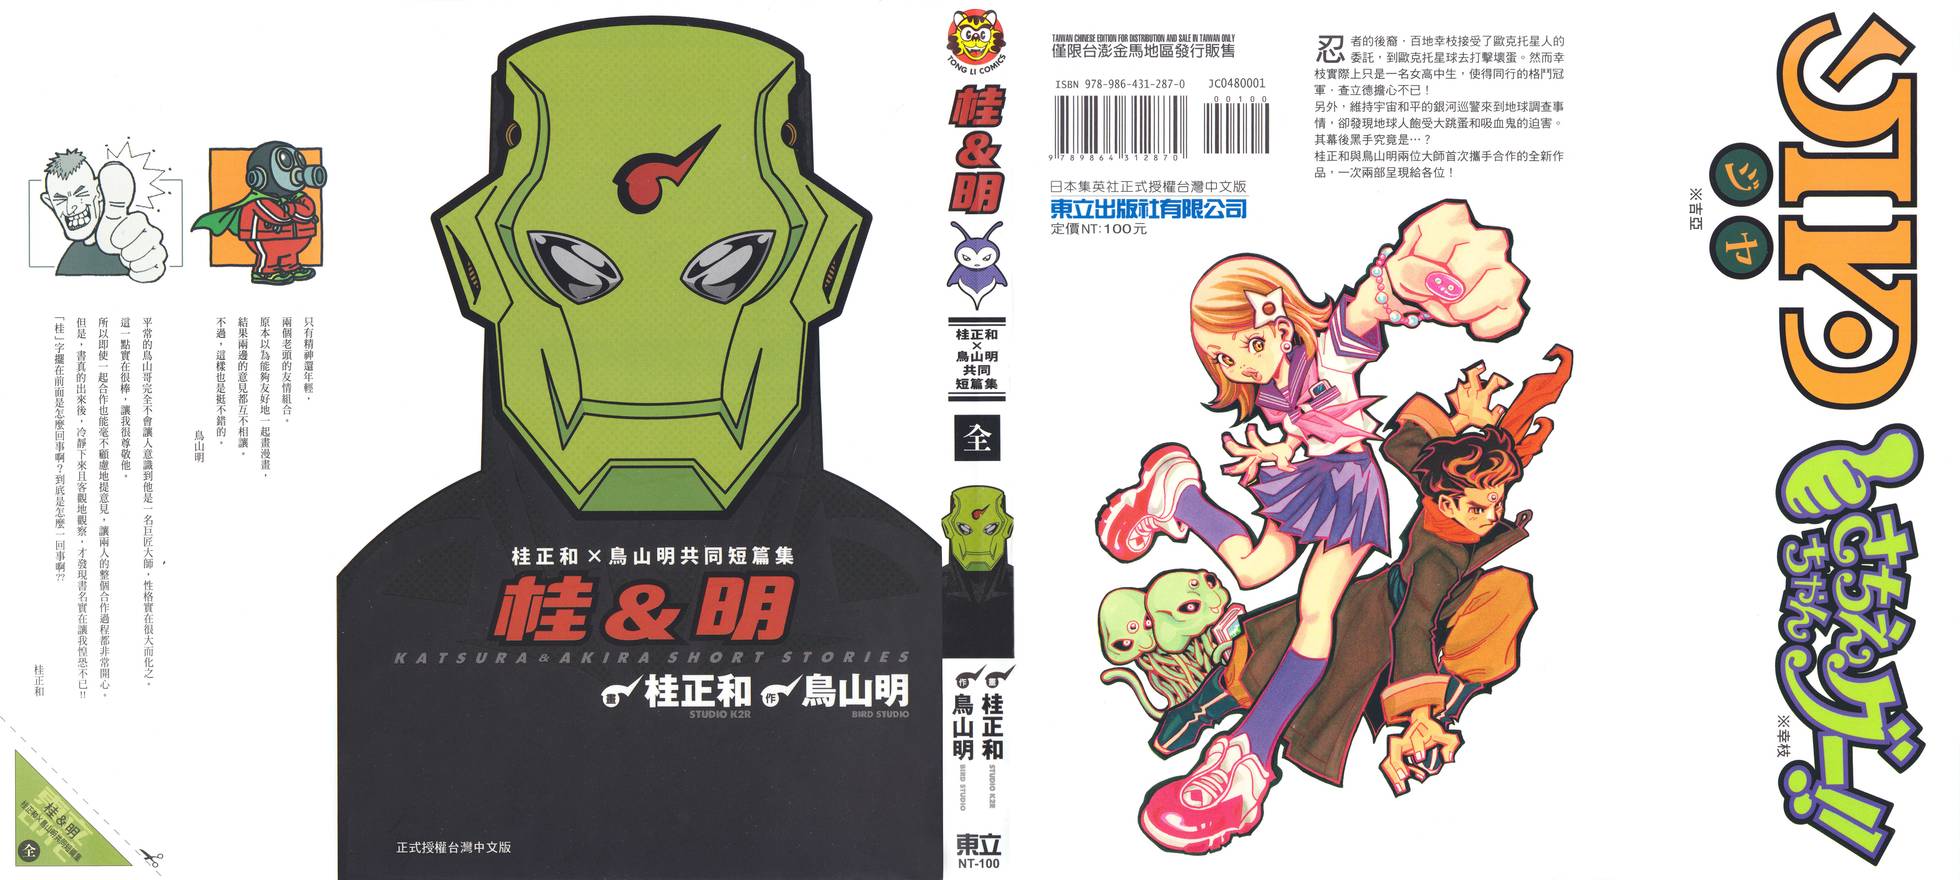 只有精神還年輕，
兩個老頭的友情組合。
原本以為能夠友好地一起畫漫畫，
結果兩邊的意見都互不相讓。
不過，這樣也是挺不錯的。
鳥山明
平常的鳥山哥完全不會讓人意識到他是一名巨匠大師，性格實在很大而化之。
這一點實在很棒，讓我很尊敬他。
所以即使一起合作也能毫不顧慮地提意見，讓兩人的整個合作過程都非常開心。
但是，書真的出來後，冷靜下來且客觀地觀察，才發現書名實在讓我惶恐不已!!
「桂」字擺在前面是怎麼回事啊？到底是怎麼一回事啊??
桂正和
桂&明
桂正和×鳥山明共同短篇集
全
桂正和×鳥山明共同短篇集
桂&明
KATSURA & AKIRA SHORT STORIES
畫 桂正和 作 鳥山明
STUDIO K2R BIRD STUDIO
正式授權台灣中文版
TONG LI COMICS
桂&明
桂正和
×
鳥山明
共同
短篇集
全
畫 桂正和 STUDIO K2R
作 鳥山明 BIRD STUDIO
東立
NT-100
TAIWAN CHINESE EDITION FOR DISTRIBUTION AND SALE IN TAIWAN ONLY
僅限台澎金馬地區發行販售
ISBN 978-986-431-287-0 JC0480001
00100
9789864312870
日本集英社正式授權台灣中文版
東立出版社有限公司
定價NT:100元
忍者的後裔，百地幸枝接受了歐克托星人的
委託，到歐克托星球去打擊壞蛋。然而幸
枝實際上只是一名女高中生，使得同行的格鬥冠
軍．查立德擔心不已！
另外，維持宇宙和平的銀河巡警來到地球調查事
情，卻發現地球人飽受大跳蚤和吸血鬼的迫害。
其幕後黑手究竟是…？
桂正和與鳥山明兩位大師首次攜手合作的全新作
品，一次兩部呈現給各位！
JIYA
ジヤ
※吉亞
さちえちゃんグー!!
※幸枝